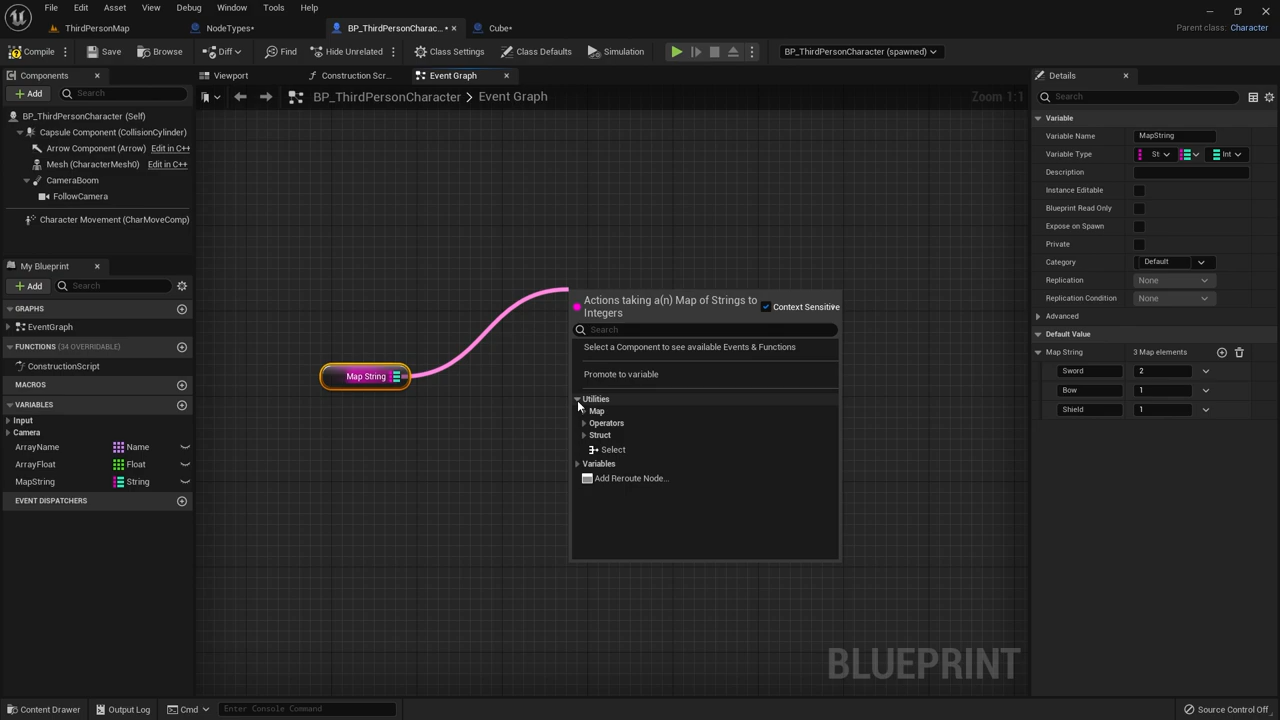 File Edit Asset View Debug Window Tools Help
ThirdPersonMap NodeTypes* BP_ThirdPersonCharac... * Cube*
Parent class: Character
Compile Save Browse Diff Find Hide Unrelated Class Settings Class Defaults Simulation BP_ThirdPersonCharacter (spawned)
Components
Add Search
BP_ThirdPersonCharacter (Self)
Capsule Component (CollisionCylinder)
Arrow Component (Arrow) Edit in C++
Mesh (CharacterMesh0) Edit in C++
CameraBoom
FollowCamera
Character Movement (CharMoveComp)
My Blueprint
Add Search
GRAPHS
EventGraph
FUNCTIONS (34 OVERRIDABLE)
ConstructionScript
MACROS
VARIABLES
Input
Camera
ArrayName Name
ArrayFloat Float
MapString String
EVENT DISPATCHERS
Viewport Construction Scr... Event Graph
BP_ThirdPersonCharacter > Event Graph
Zoom 1:1
Map String
Actions taking a(n) Map of Strings to
Integers
Context Sensitive
Search
Select a Component to see available Events & Functions
Promote to variable
Utilities
Map
Operators
Struct
Select
Variables
Add Reroute Node...
BLUEPRINT
Details
Search
Variable
Variable Name MapString
Variable Type St Int
Description
Instance Editable
Blueprint Read Only
Expose on Spawn
Private
Category Default
Replication None
Replication Condition None
Advanced
Default Value
Map String 3 Map elements
Sword 2
Bow 1
Shield 1
Content Drawer Output Log Cmd Enter Console Command
Source Control Off